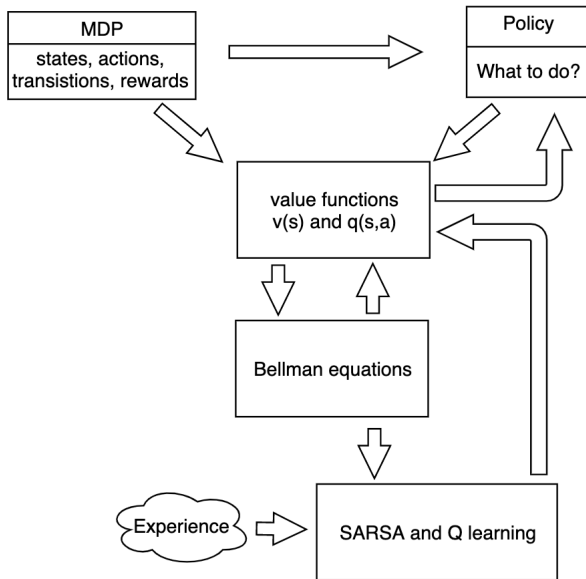 MDP
states, actions,
transistions, rewards
Policy
What to do?
value functions
v(s) and q(s,a)
Bellman equations
Experience
SARSA and Q learning